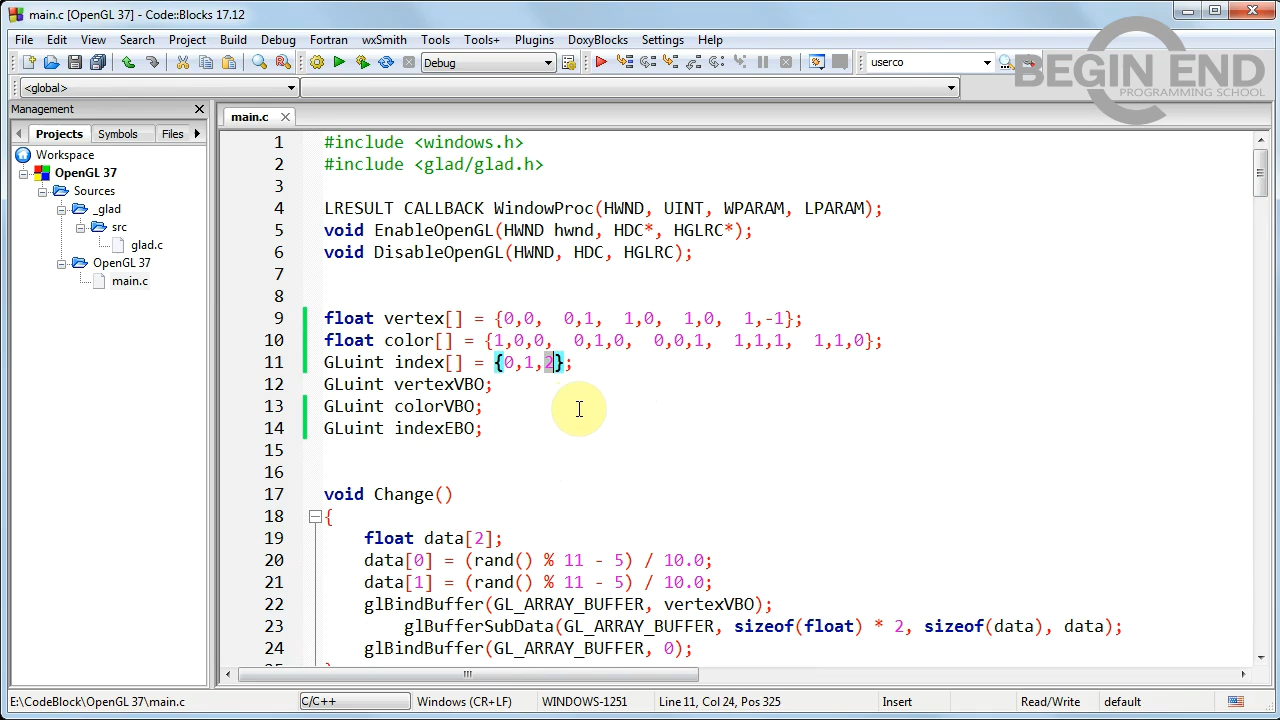 main.c [OpenGL 37] - Code::Blocks 17.12
File Edit View Search Project Build Debug Fortran wxSmith Tools Tools+ Plugins DoxyBlocks Settings Help
Debug
userco
<global>
BEGIN END
PROGRAMMING SCHOOL
Management
Projects Symbols Files
Workspace
OpenGL 37
Sources
_glad
src
glad.c
OpenGL 37
main.c
main.c
1 #include <windows.h>
2 #include <glad/glad.h>
3
4 LRESULT CALLBACK WindowProc(HWND, UINT, WPARAM, LPARAM);
5 void EnableOpenGL(HWND hwnd, HDC*, HGLRC*);
6 void DisableOpenGL(HWND, HDC, HGLRC);
7
8
9 float vertex[] = {0,0,  0,1,  1,0,  1,0,  1,-1};
10 float color[] = {1,0,0,  0,1,0,  0,0,1,  1,1,1,  1,1,0};
11 GLuint index[] = {0,1,2};
12 GLuint vertexVBO;
13 GLuint colorVBO;
14 GLuint indexEBO;
15
16
17 void Change()
18 {
19 float data[2];
20 data[0] = (rand() % 11 - 5) / 10.0;
21 data[1] = (rand() % 11 - 5) / 10.0;
22 glBindBuffer(GL_ARRAY_BUFFER, vertexVBO);
23 glBufferSubData(GL_ARRAY_BUFFER, sizeof(float) * 2, sizeof(data), data);
24 glBindBuffer(GL_ARRAY_BUFFER, 0);
E:\CodeBlock\OpenGL 37\main.c C/C++ Windows (CR+LF) WINDOWS-1251 Line 11, Col 24, Pos 325 Insert Read/Write default